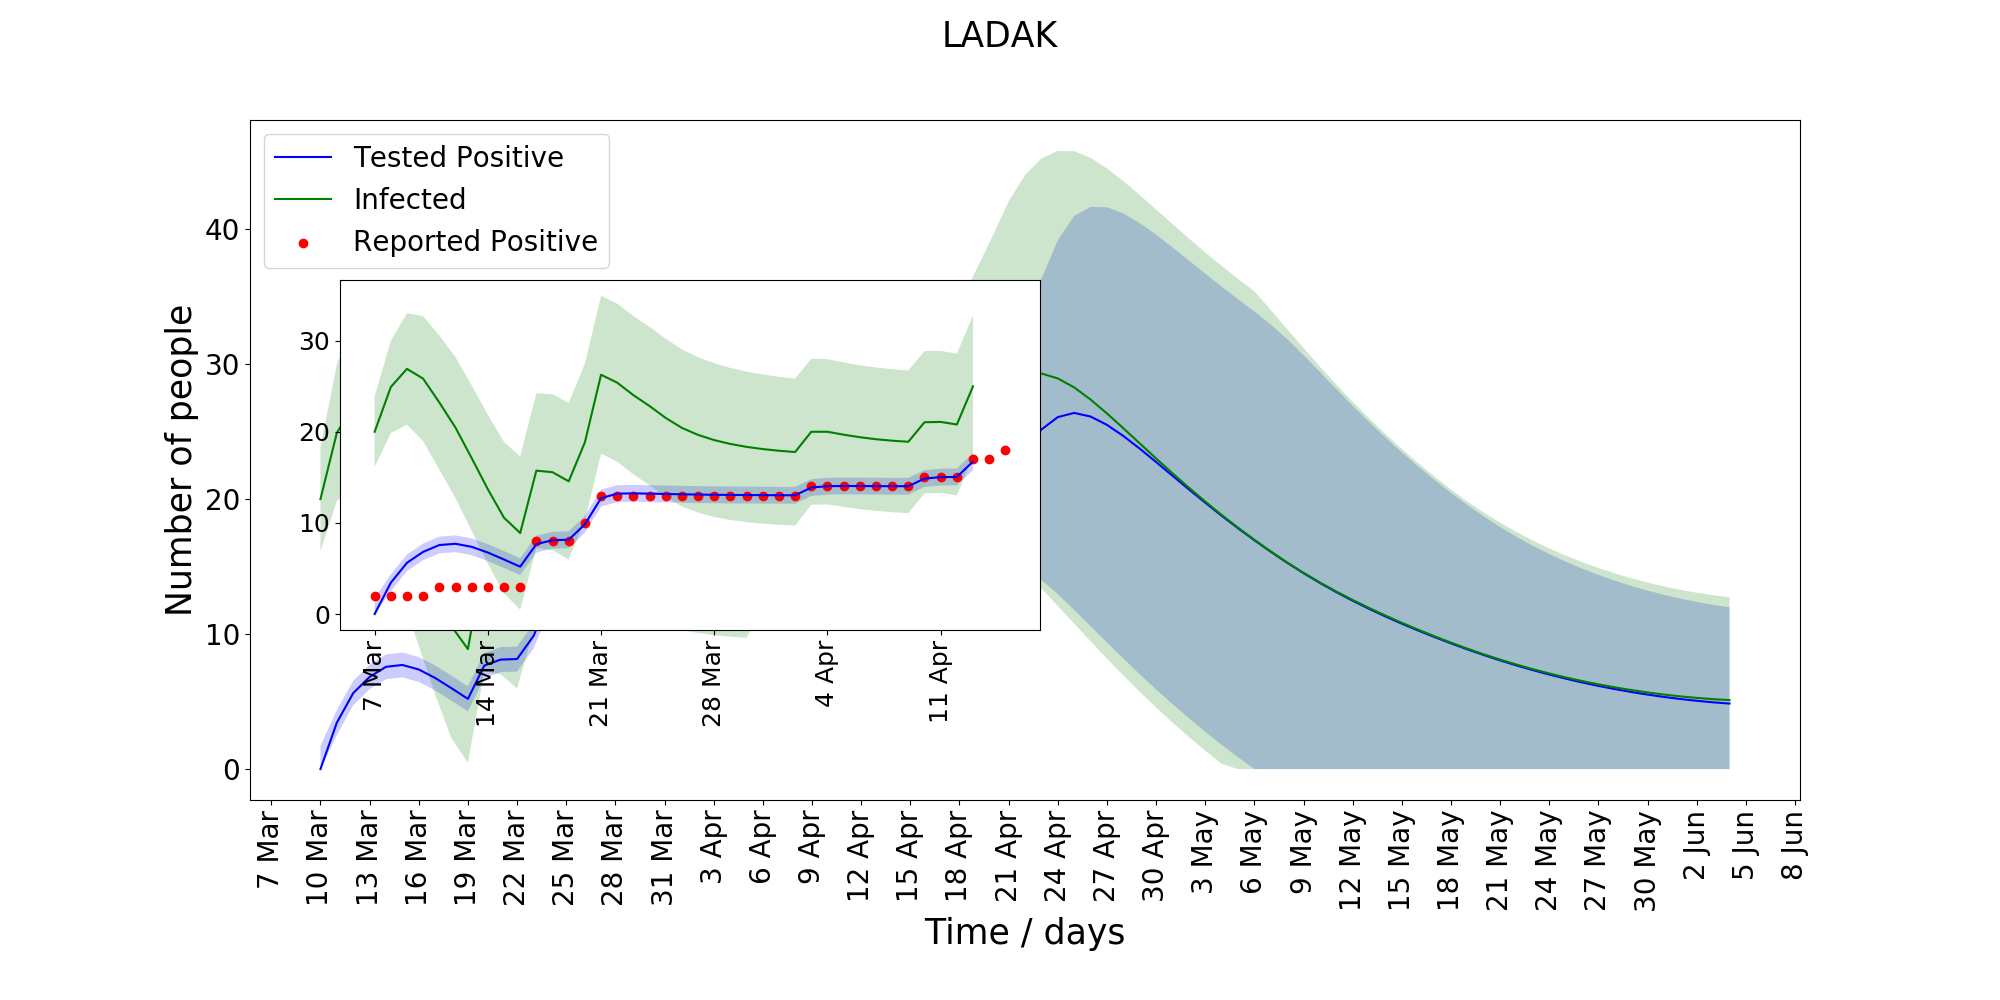 LADAK
Tested Positive
Infected
Reported Positive
Number of people
40
30
20
10
0
30
20
10
0
7 Mar
14 Mar
21 Mar
28 Mar
4 Apr
11 Apr
7 Mar
10 Mar
13 Mar
16 Mar
19 Mar
22 Mar
25 Mar
28 Mar
31 Mar
3 Apr
6 Apr
9 Apr
12 Apr
15 Apr
18 Apr
21 Apr
24 Apr
27 Apr
30 Apr
3 May
6 May
9 May
12 May
15 May
18 May
21 May
24 May
27 May
30 May
2 Jun
5 Jun
8 Jun
Time / days